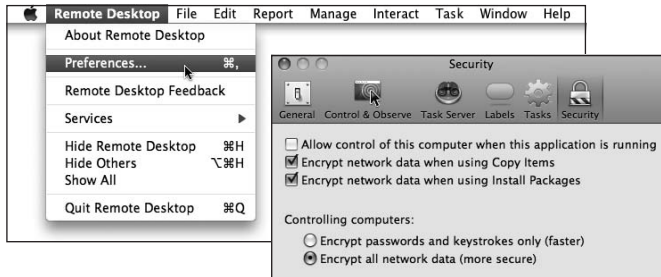 Remote Desktop File Edit Report Manage Interact Task Window Help
About Remote Desktop
Preferences... ⌘,
Remote Desktop Feedback
Services ▶
Hide Remote Desktop ⌘H
Hide Others ⌥⌘H
Show All
Quit Remote Desktop ⌘Q
Security
General Control & Observe Task Server Labels Tasks Security
Allow control of this computer when this application is running
Encrypt network data when using Copy Items
Encrypt network data when using Install Packages
Controlling computers:
Encrypt passwords and keystrokes only (faster)
Encrypt all network data (more secure)